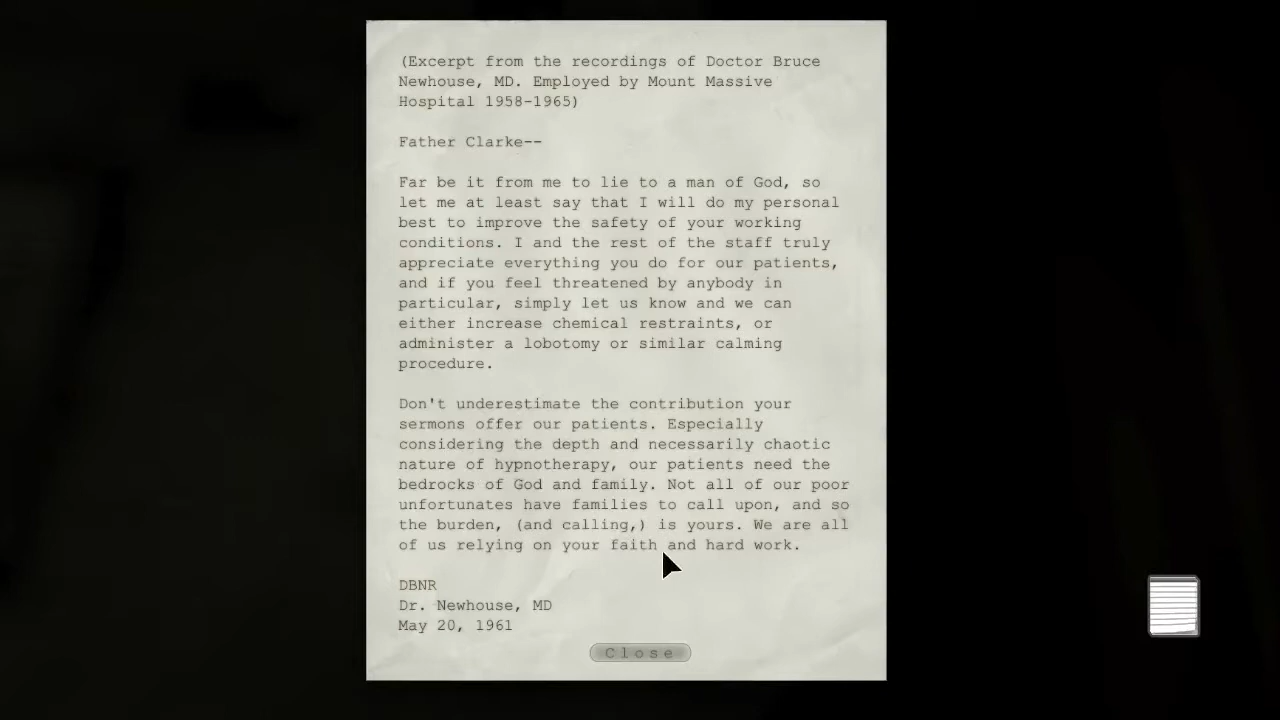 (Excerpt from the recordings of Doctor Bruce
Newhouse, MD. Employed by Mount Massive
Hospital 1958-1965)
Father Clarke--
Far be it from me to lie to a man of God, so
let me at least say that I will do my personal
best to improve the safety of your working
conditions. I and the rest of the staff truly
appreciate everything you do for our patients,
and if you feel threatened by anybody in
particular, simply let us know and we can
either increase chemical restraints, or
administer a lobotomy or similar calming
procedure.
Don't underestimate the contribution your
sermons offer our patients. Especially
considering the depth and necessarily chaotic
nature of hypnotherapy, our patients need the
bedrocks of God and family. Not all of our poor
unfortunates have families to call upon, and so
the burden, (and calling,) is yours. We are all
of us relying on your faith and hard work.
DBNR
Dr. Newhouse, MD
May 20, 1961
Close